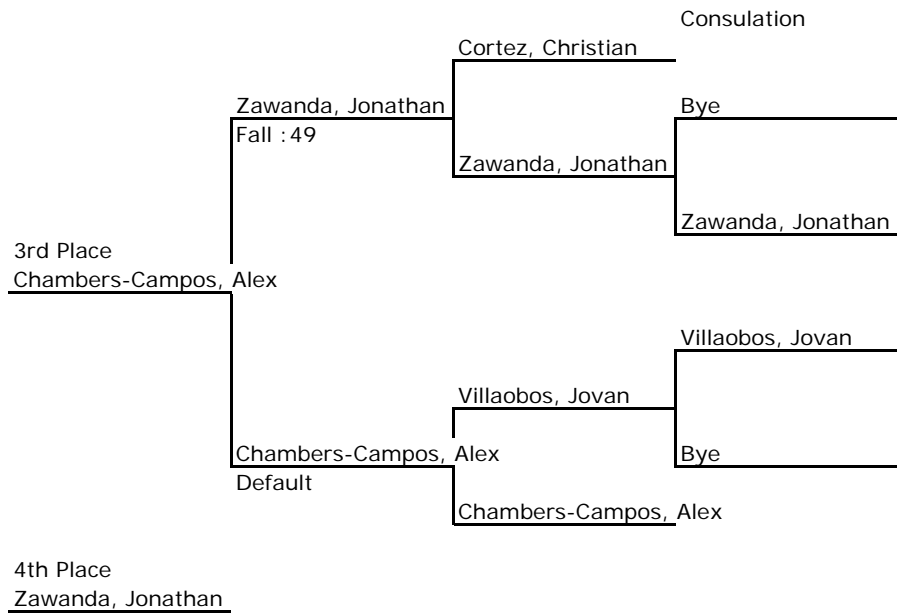 Consulation
Cortez, Christian
Zawanda, Jonathan
Bye
Fall :49
Zawanda, Jonathan
Zawanda, Jonathan
3rd Place
Chambers-Campos, Alex
Villaobos, Jovan
Villaobos, Jovan
Chambers-Campos, Alex
Bye
Default
Chambers-Campos, Alex
4th Place
Zawanda, Jonathan